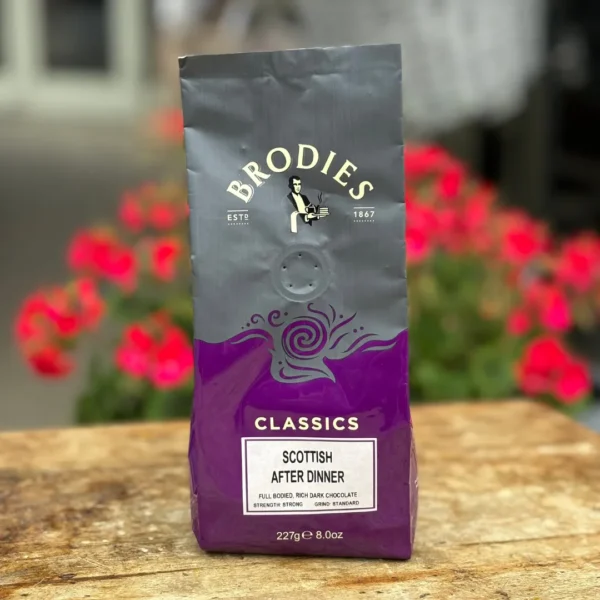 BRODIES
ESTD 1867
CLASSICS
SCOTTISH
AFTER DINNER
FULL BODIED, RICH DARK CHOCOLATE
STRENGTH: STRONG GRIND: STANDARD
227g ℮ 8.0oz